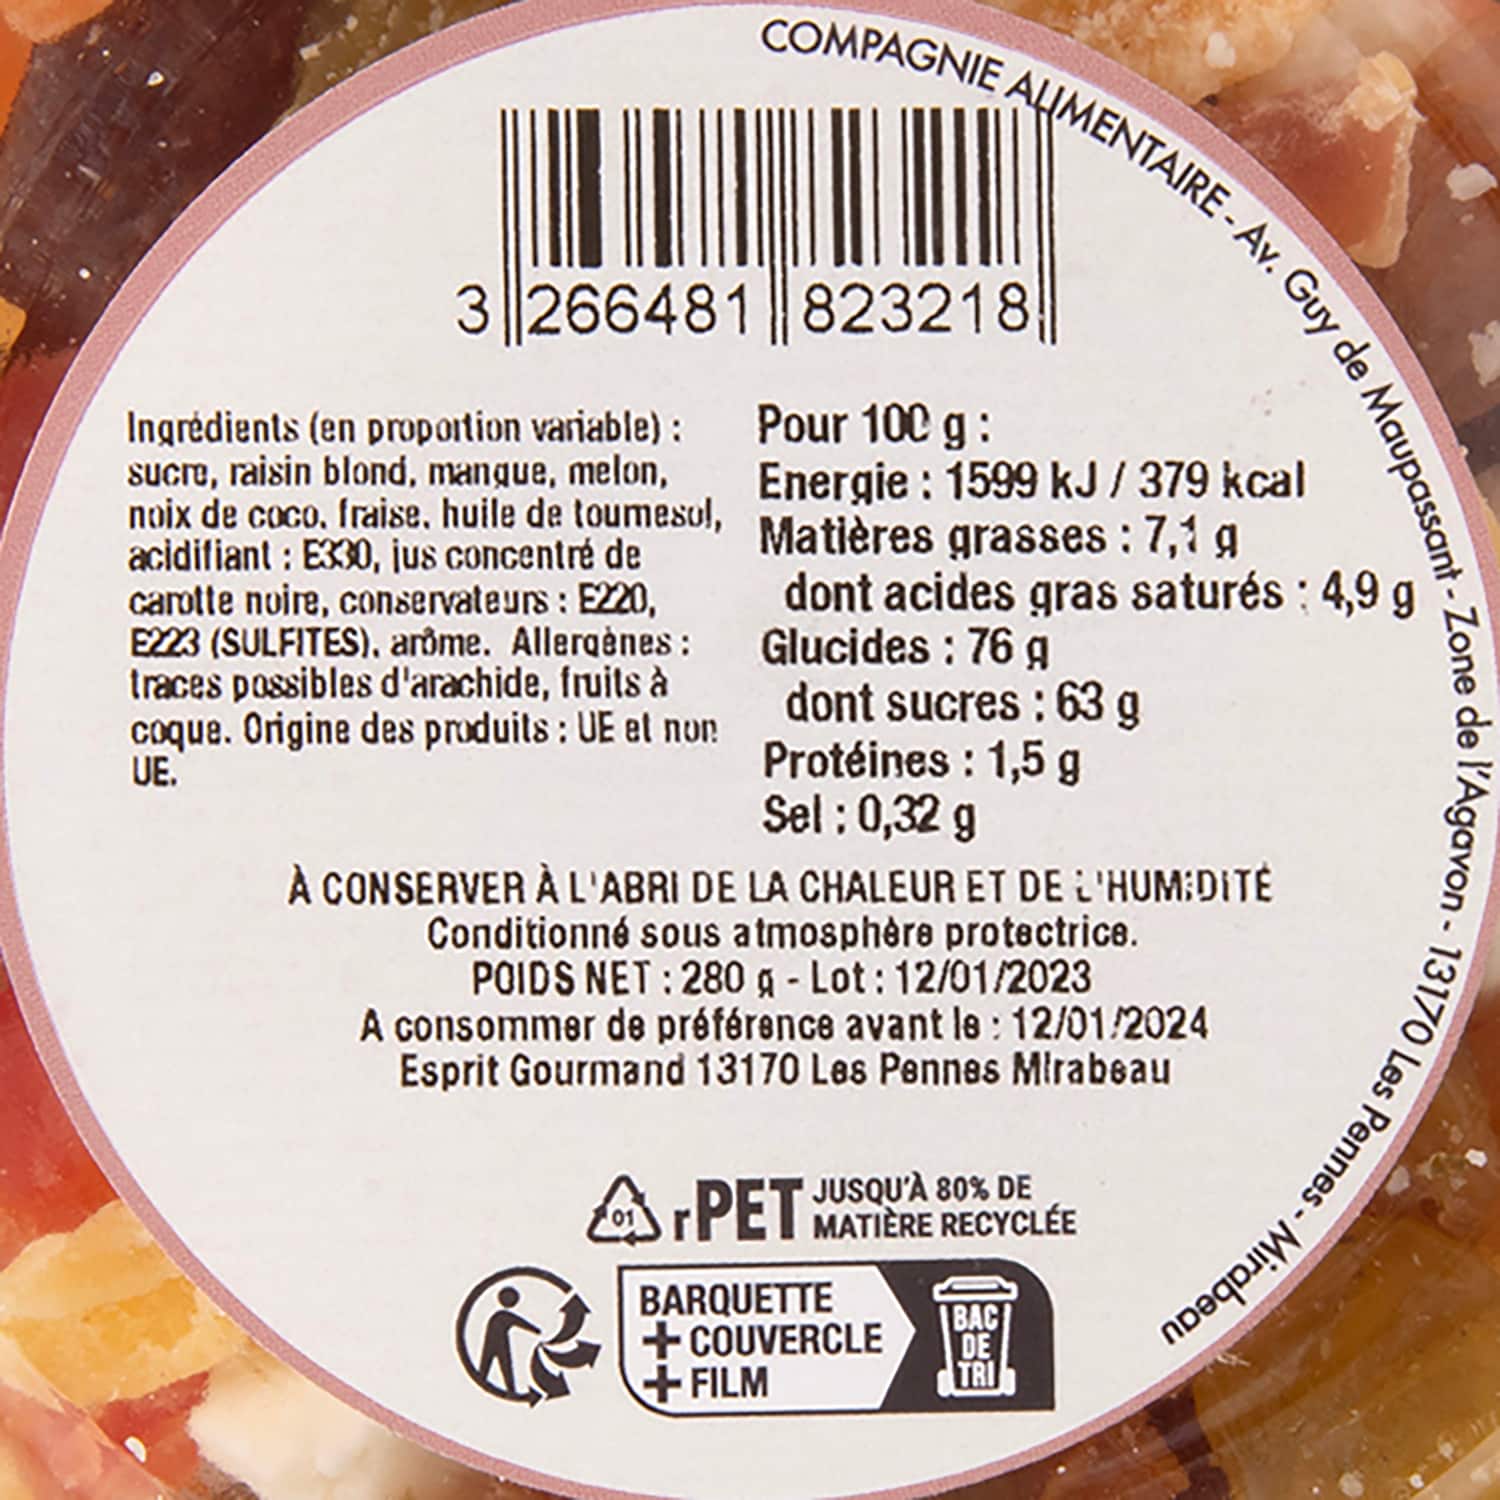 COMPAGNIE ALIMENTAIRE - Av. Guy de Maupassant - Zone de l'Agavon - 13170 Les Pennes - Mirabeau
3 266481 823218
Ingrédients (en proportion variable) :
sucre, raisin blond, mangue, melon,
noix de coco, fraise, huile de tournesol,
acidifiant : E330, jus concentré de
carotte noire, conservateurs : E220,
E223 (SULFITES), arôme. Allergènes :
traces possibles d'arachide, fruits à
coque. Origine des produits : UE et non
UE.
Pour 100 g :
Energie : 1599 kJ / 379 kcal
Matières grasses : 7,1 g
dont acides gras saturés : 4,9 g
Glucides : 76 g
dont sucres : 63 g
Protéines : 1,5 g
Sel : 0,32 g
À CONSERVER À L'ABRI DE LA CHALEUR ET DE L'HUMIDITÉ
Conditionné sous atmosphère protectrice.
POIDS NET : 280 g - Lot : 12/01/2023
A consommer de préférence avant le : 12/01/2024
Esprit Gourmand 13170 Les Pennes Mirabeau
01 rPET JUSQU'À 80% DE
MATIÈRE RECYCLÉE
BARQUETTE
+ COUVERCLE
+ FILM
BAC
DE
TRI